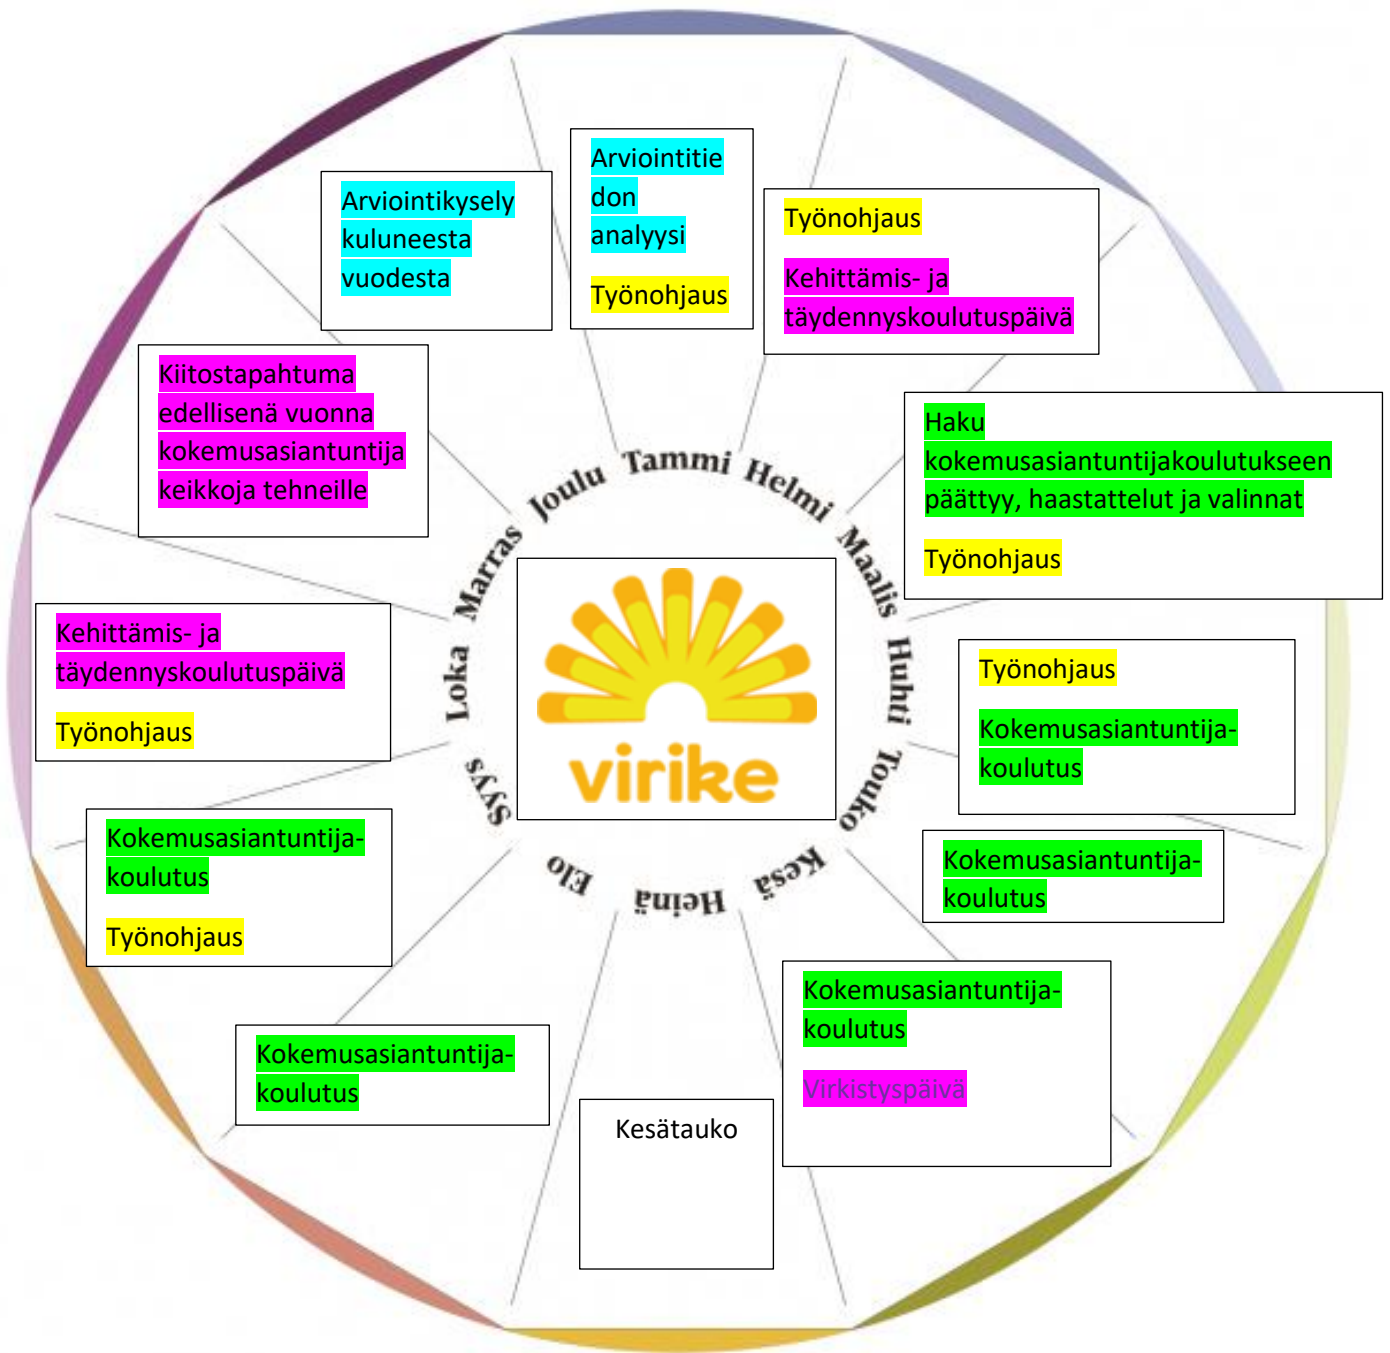 Arviointitie
don
analyysi
Työnohjaus
Työnohjaus
Kehittämis- ja
täydennyskoulutuspäivä
Haku
kokemusasiantuntijakoulutukseen
päättyy, haastattelut ja valinnat
Työnohjaus
Työnohjaus
Kokemusasiantuntija-
koulutus
Kokemusasiantuntija-
koulutus
Kokemusasiantuntija-
koulutus
Virkistyspäivä
Kesätauko
Kokemusasiantuntija-
koulutus
Kokemusasiantuntija-
koulutus
Työnohjaus
Kehittämis- ja
täydennyskoulutuspäivä
Työnohjaus
Kiitostapahtuma
edellisenä vuonna
kokemusasiantuntija
keikkoja tehneille
Arviointikysely
kuluneesta
vuodesta
Tammi
Helmi
Maalis
Huhti
Touko
Kesä
Heinä
Elo
Syys
Loka
Marras
Joulu
virike